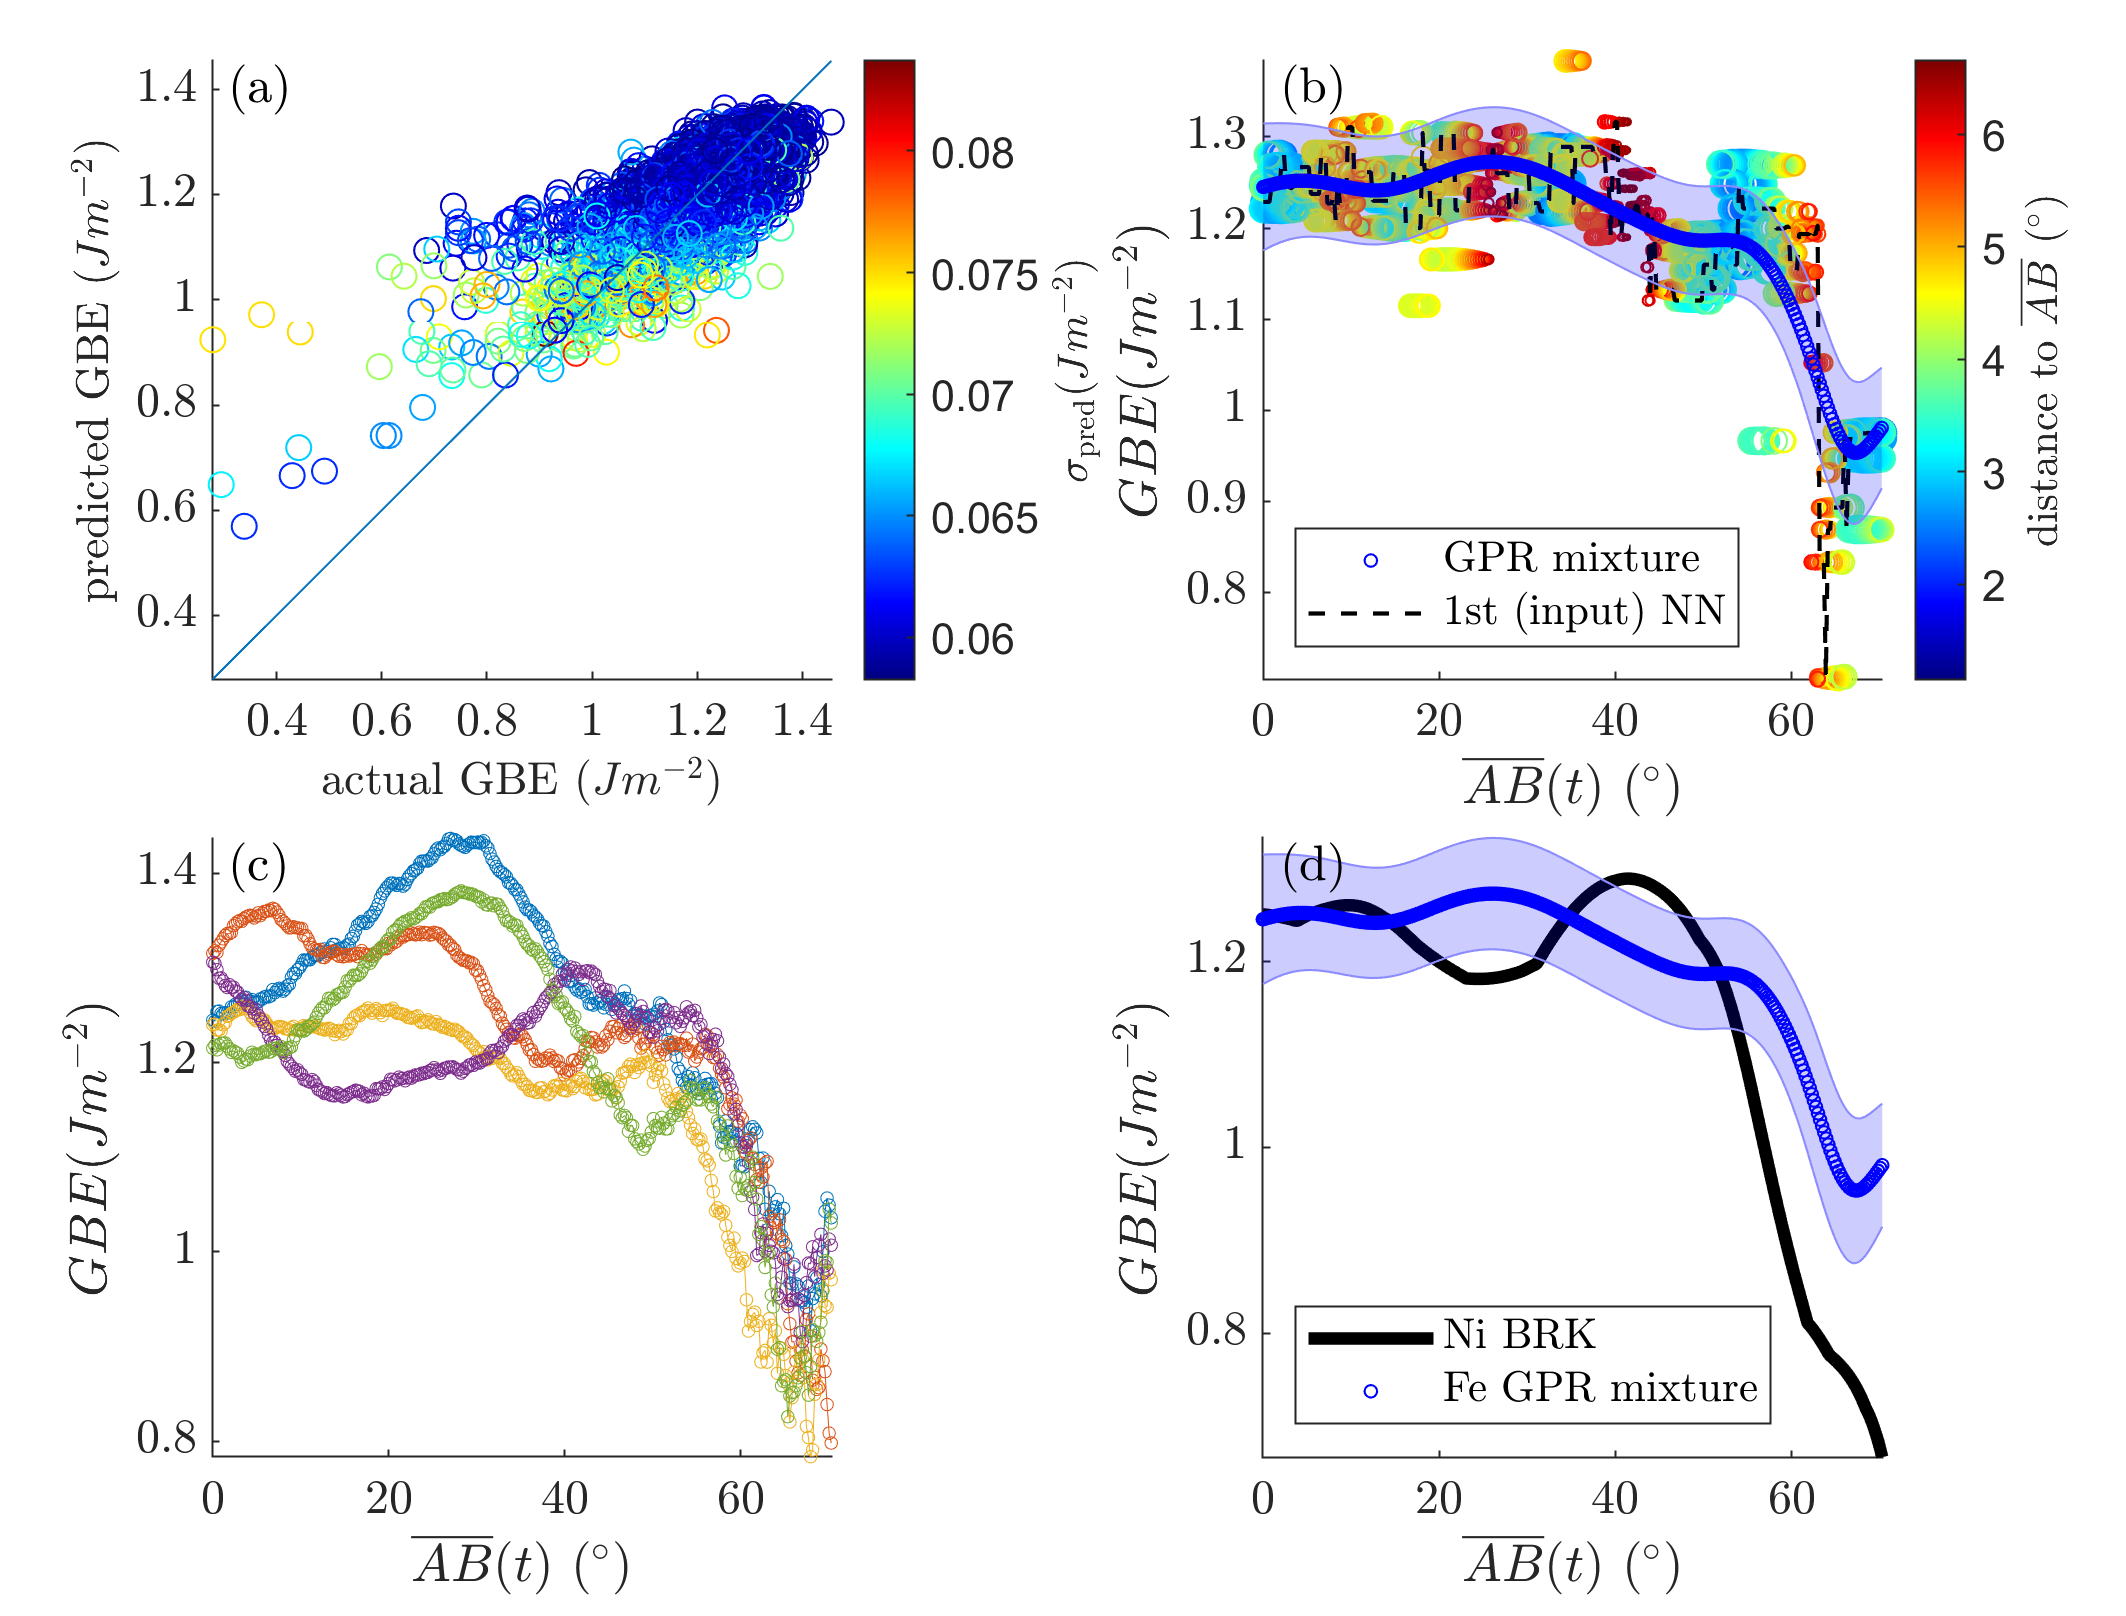 (a)
1.4
1.2
1
0.8
0.6
0.4
predicted GBE (Jm⁻²)
0.4 0.6 0.8 1 1.2 1.4
actual GBE (Jm⁻²)
0.08
0.075
0.07
0.065
0.06
σ_pred(Jm⁻²)
(b)
1.3
1.2
1.1
1
0.9
0.8
GBE(Jm⁻²)
GPR mixture
1st (input) NN
0 20 40 60
A̅B̅(t) (°)
6
5
4
3
2
distance to A̅B̅ (°)
(c)
1.4
1.2
1
0.8
GBE(Jm⁻²)
0 20 40 60
A̅B̅(t) (°)
(d)
1.2
1
0.8
GBE(Jm⁻²)
Ni BRK
Fe GPR mixture
0 20 40 60
A̅B̅(t) (°)